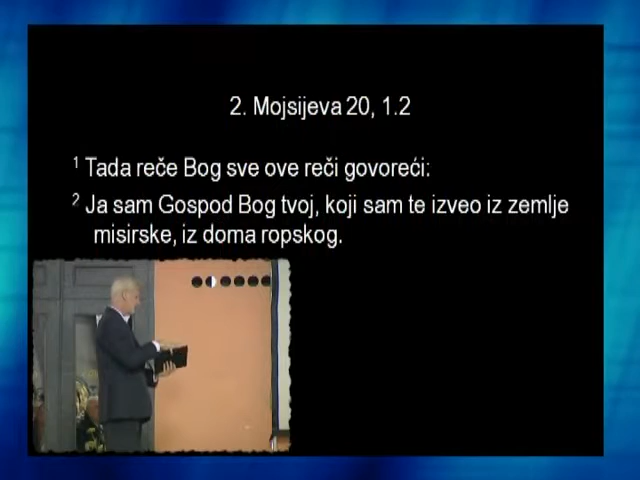 2. Mojsijeva 20, 1.2
1 Tada reče Bog sve ove reči govoreći:
2 Ja sam Gospod Bog tvoj, koji sam te izveo iz zemlje
misirske, iz doma ropskog.